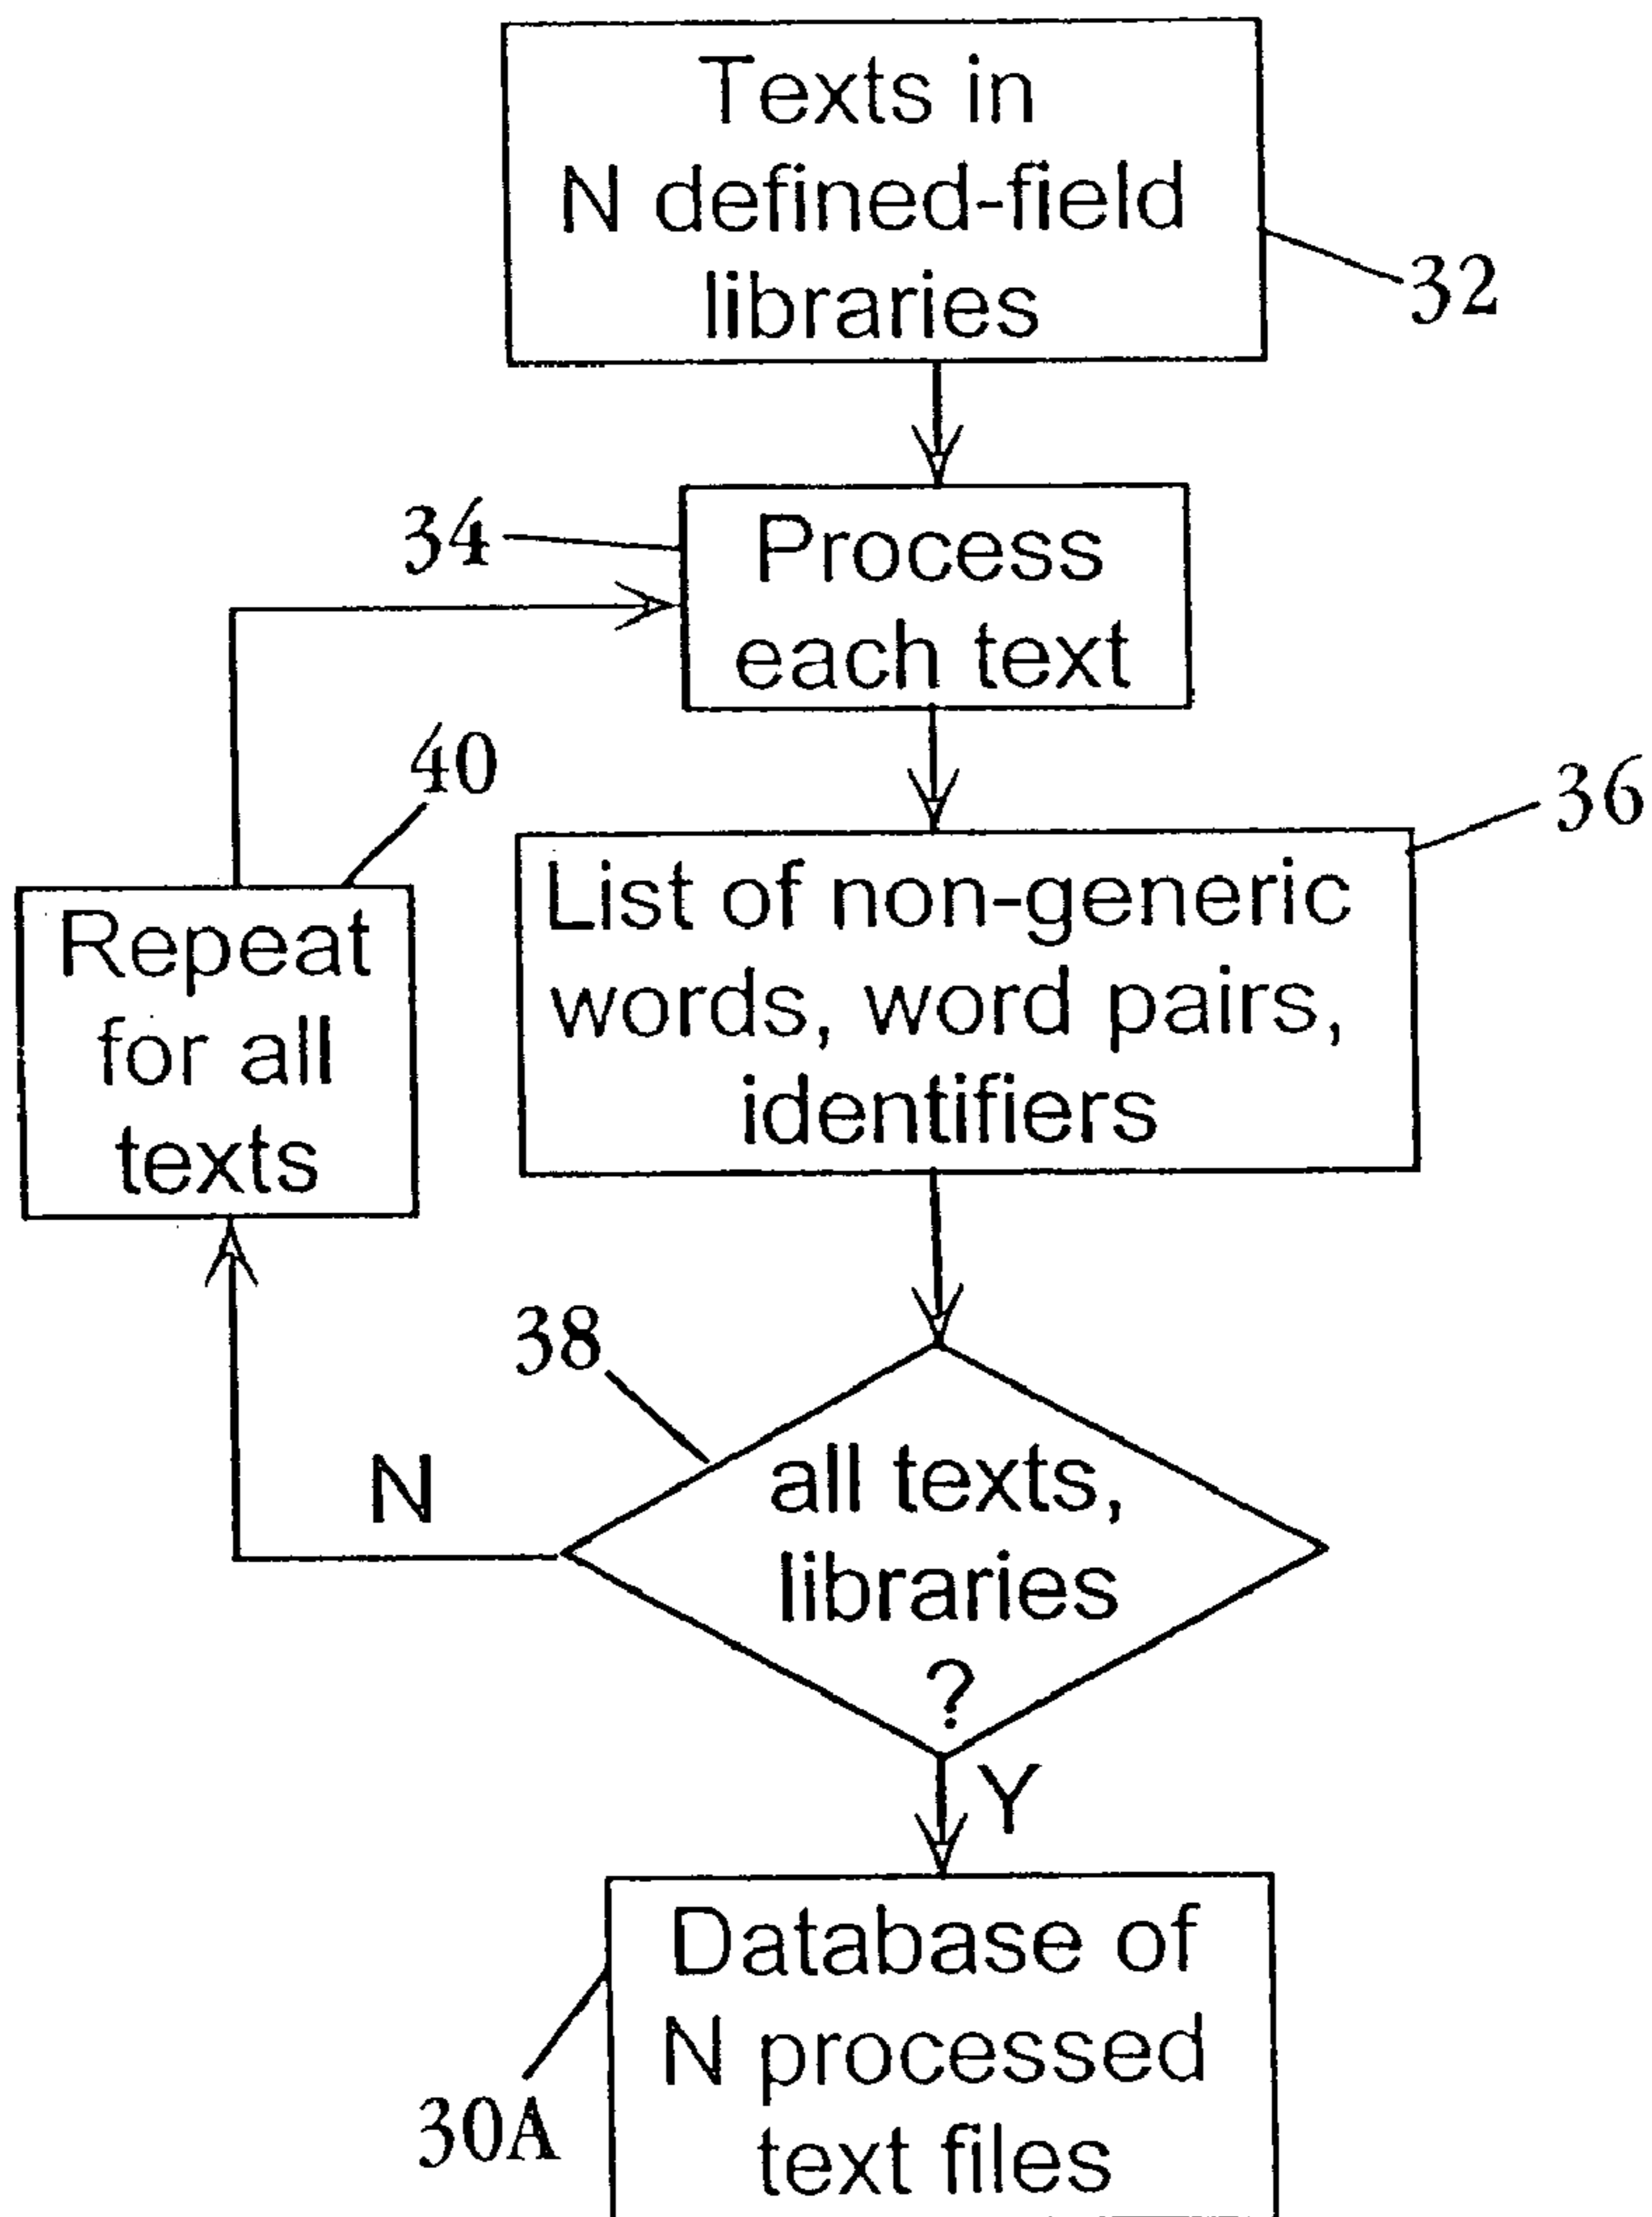 Texts in
N defined-field
libraries
32
34
Process
each text
40
36
List of non-generic
words, word pairs,
identifiers
Repeat
for all
texts
38
N
all texts,
libraries
?
Y
Database of
N processed
text files
30A